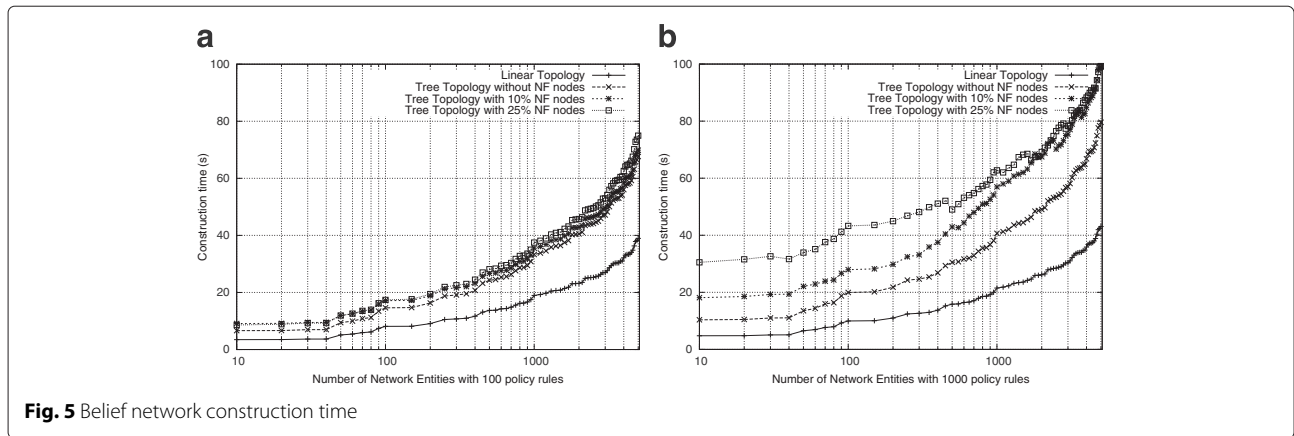 a
100
80
60
40
20
0
Construction time (s)
Linear Topology
Tree Topology without NF nodes
Tree Topology with 10% NF nodes
Tree Topology with 25% NF nodes
10
100
1000
Number of Network Entities with 100 policy rules
b
100
80
60
40
20
0
Construction time (s)
Linear Topology
Tree Topology without NF nodes
Tree Topology with 10% NF nodes
Tree Topology with 25% NF nodes
10
100
1000
Number of Network Entities with 1000 policy rules
Fig. 5 Belief network construction time